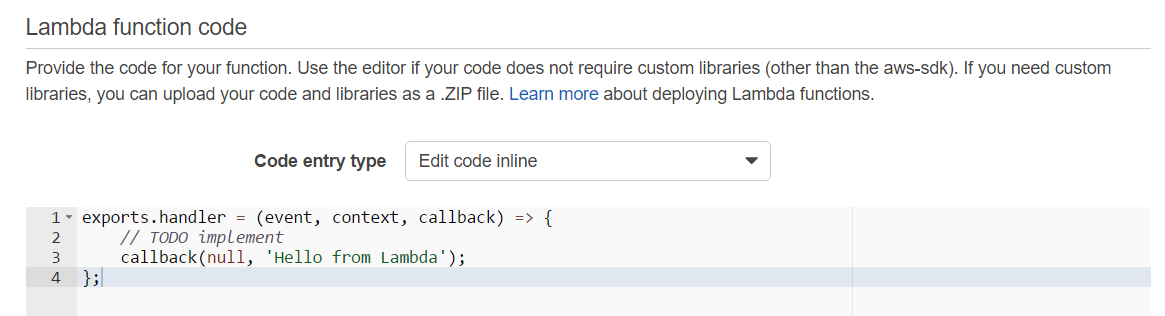 Lambda function code
Provide the code for your function. Use the editor if your code does not require custom libraries (other than the aws-sdk). If you need custom
libraries, you can upload your code and libraries as a .ZIP file. Learn more about deploying Lambda functions.
Code entry type Edit code inline
1 exports.handler = (event, context, callback) => {
2     // TODO implement
3     callback(null, 'Hello from Lambda');
4 };